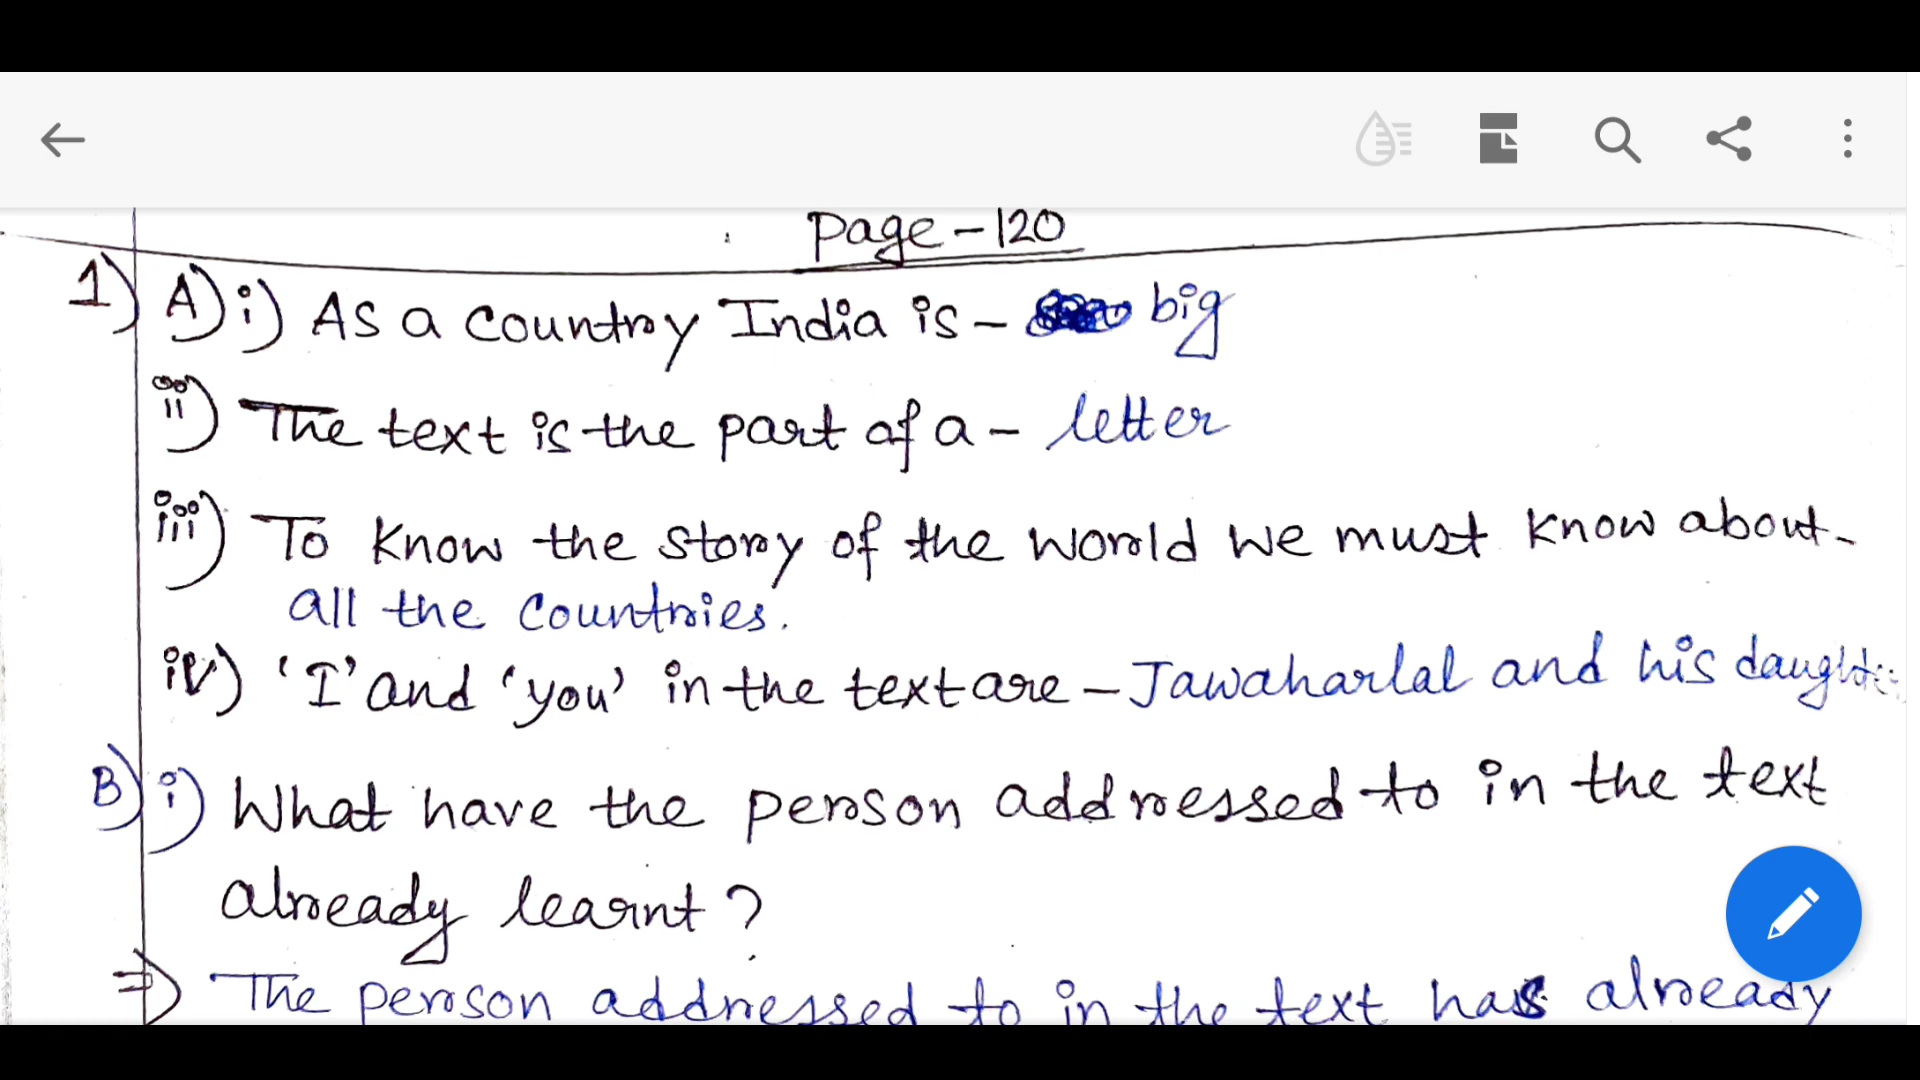 Page-120
1) A) i) As a country India is - big
ii) The text is the part of a - letter
iii) To know the story of the world we must know about-
all the countries.
iv) 'I' and 'you' in the text are - Jawaharlal and his
B) i) What have the person addressed to in the text
already learnt?
⇒ The person addressed to in the text has already